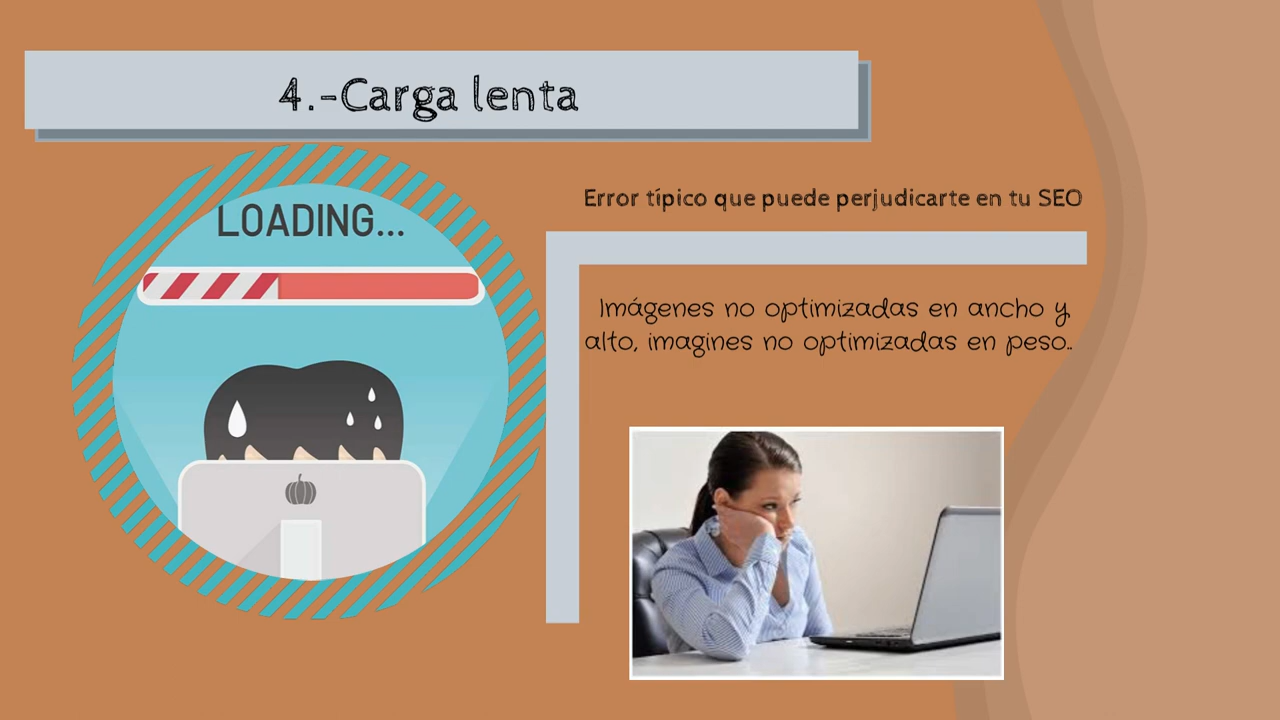 4.-Carga lenta
LOADING...
Error típico que puede perjudicarte en tu SEO
Imágenes no optimizadas en ancho y
alto, imagines no optimizadas en peso..